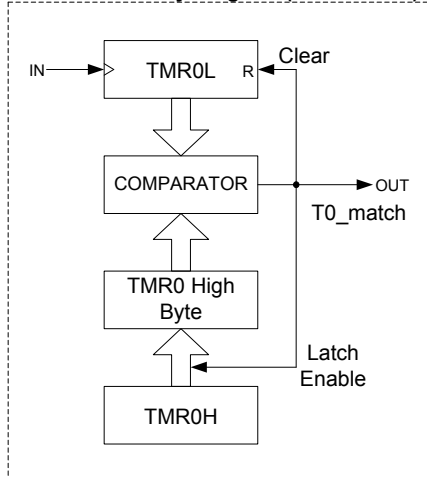 Clear
IN
TMR0L
R
COMPARATOR
OUT
T0_match
TMR0 High
Byte
Latch
Enable
TMR0H